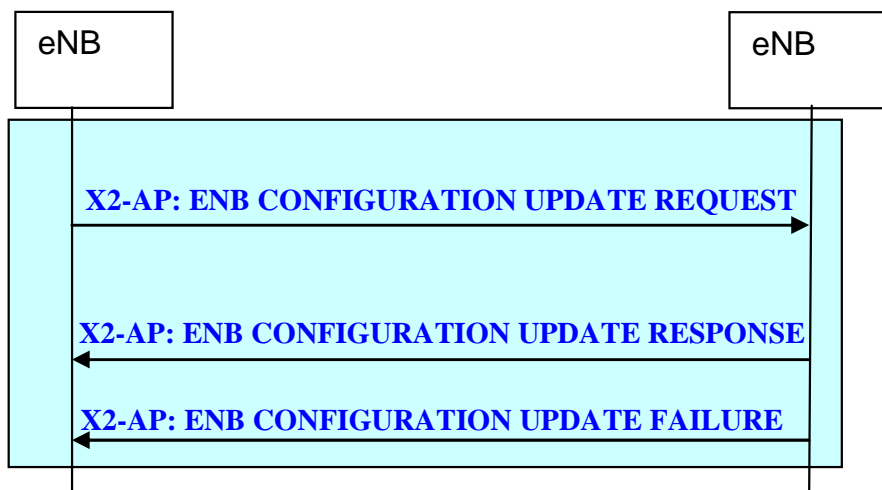 eNB
eNB
X2-AP: ENB CONFIGURATION UPDATE REQUEST
X2-AP: ENB CONFIGURATION UPDATE RESPONSE
X2-AP: ENB CONFIGURATION UPDATE FAILURE